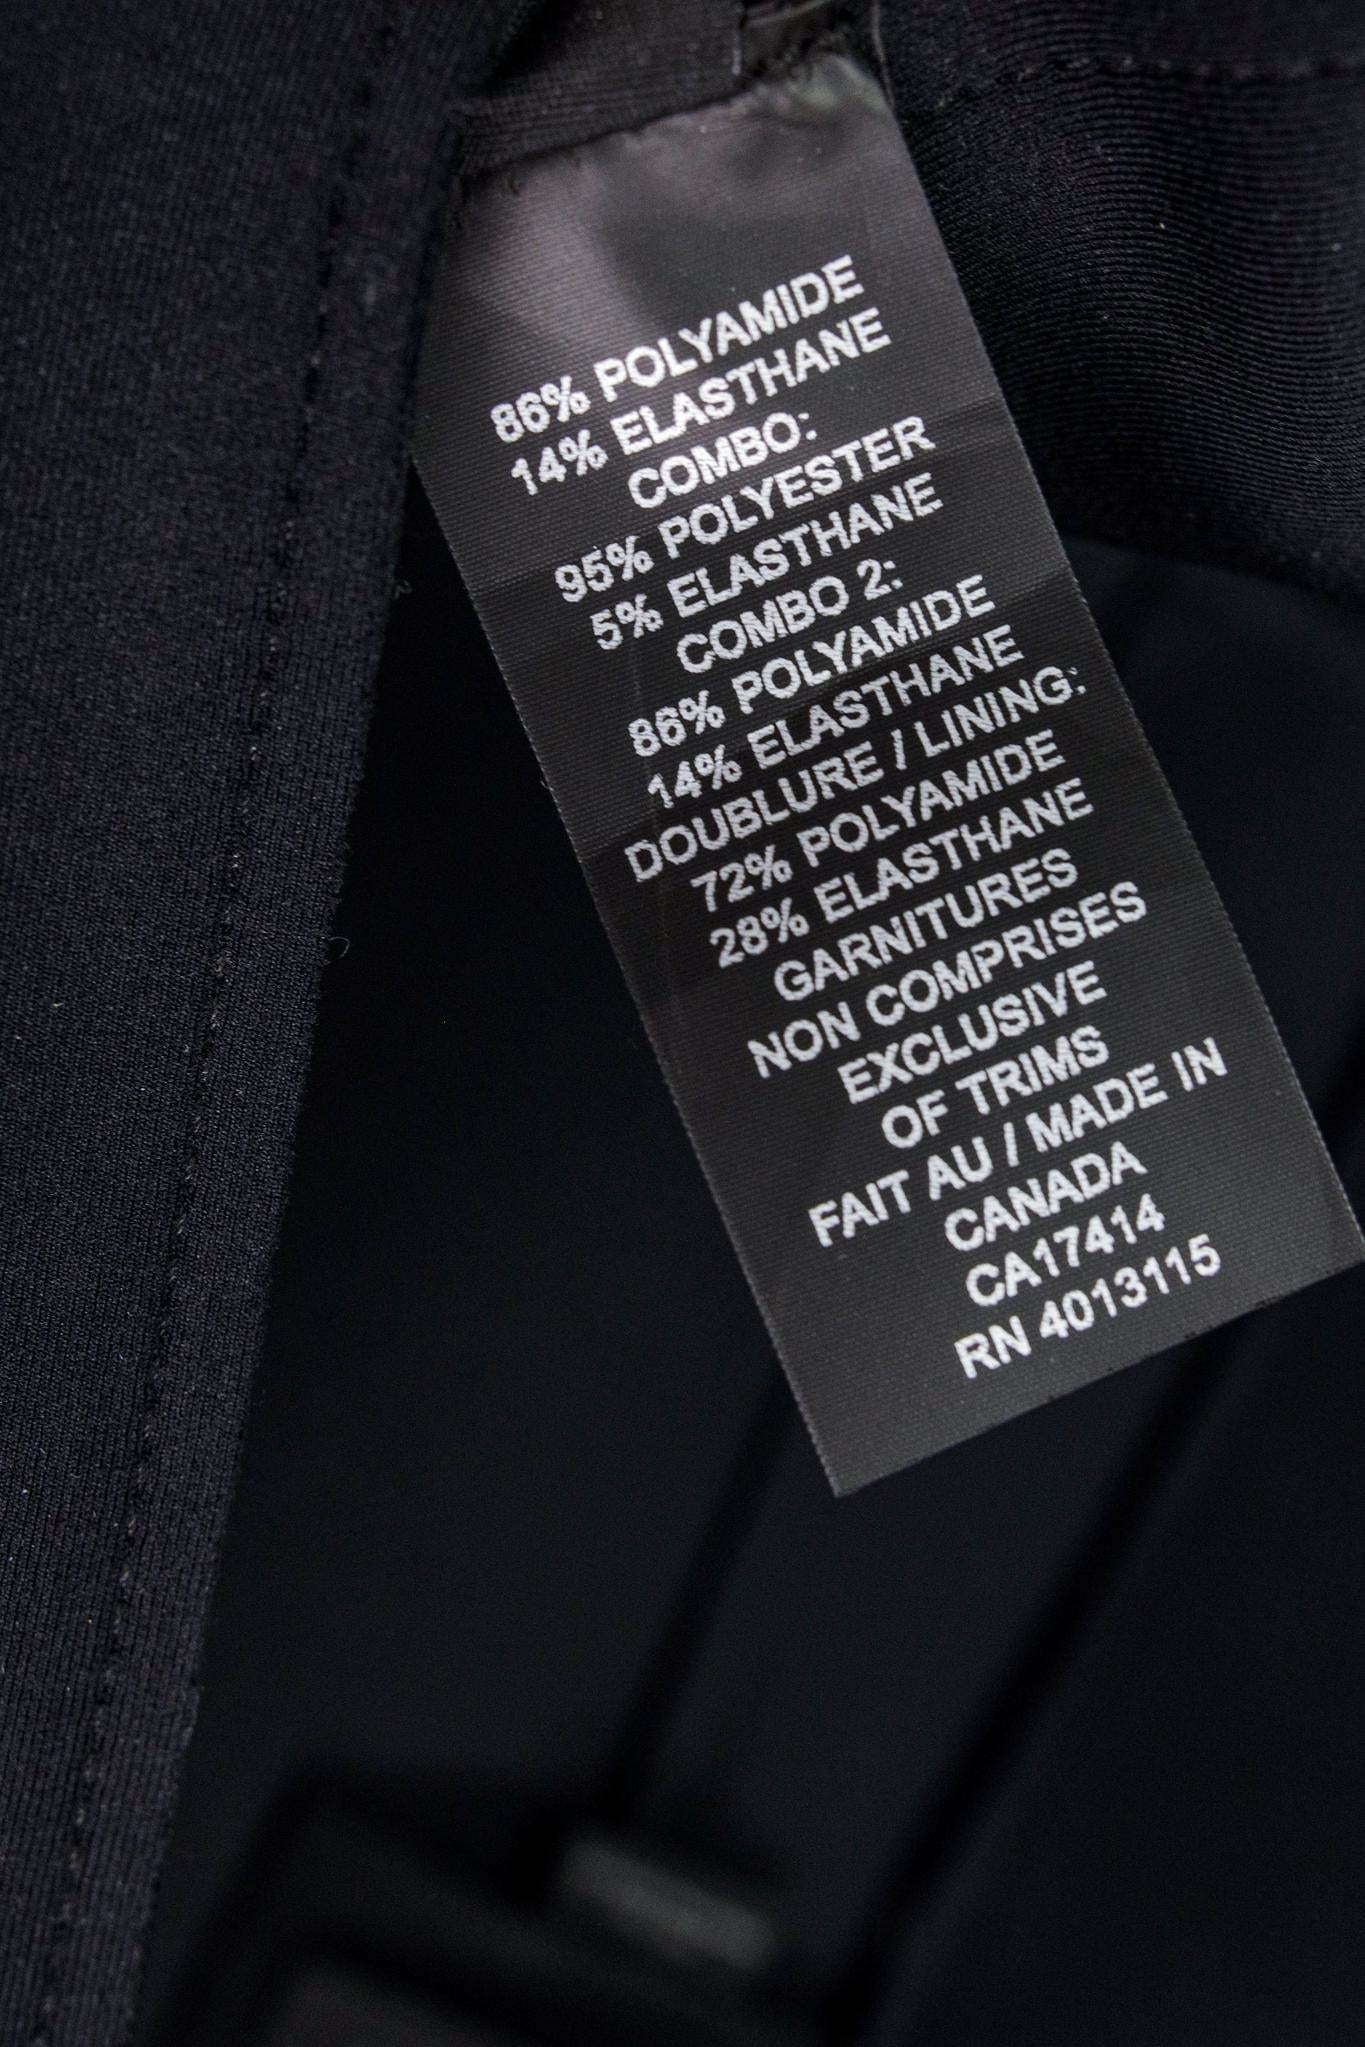 86% POLYAMIDE
14% ELASTHANE
COMBO:
95% POLYESTER
5% ELASTHANE
COMBO 2:
86% POLYAMIDE
14% ELASTHANE
DOUBLURE / LINING:
72% POLYAMIDE
28% ELASTHANE
GARNITURES
NON COMPRISES
EXCLUSIVE
OF TRIMS
FAIT AU / MADE IN
CANADA
CA17414
RN 4013115